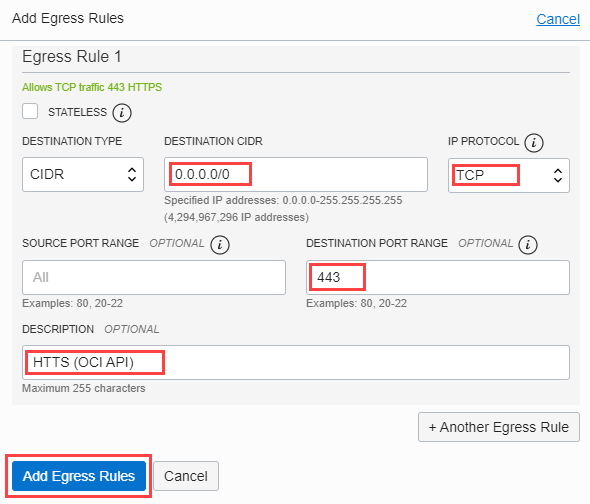 Add Egress Rules Cancel
Egress Rule 1
Allows TCP traffic 443 HTTPS
STATELESS i
DESTINATION TYPE DESTINATION CIDR IP PROTOCOL i
CIDR 0.0.0.0/0 TCP
Specified IP addresses: 0.0.0.0-255.255.255.255
(4,294,967,296 IP addresses)
SOURCE PORT RANGE OPTIONAL i DESTINATION PORT RANGE OPTIONAL i
All 443
Examples: 80, 20-22 Examples: 80, 20-22
DESCRIPTION OPTIONAL
HTTS (OCI API)
Maximum 255 characters
+ Another Egress Rule
Add Egress Rules Cancel